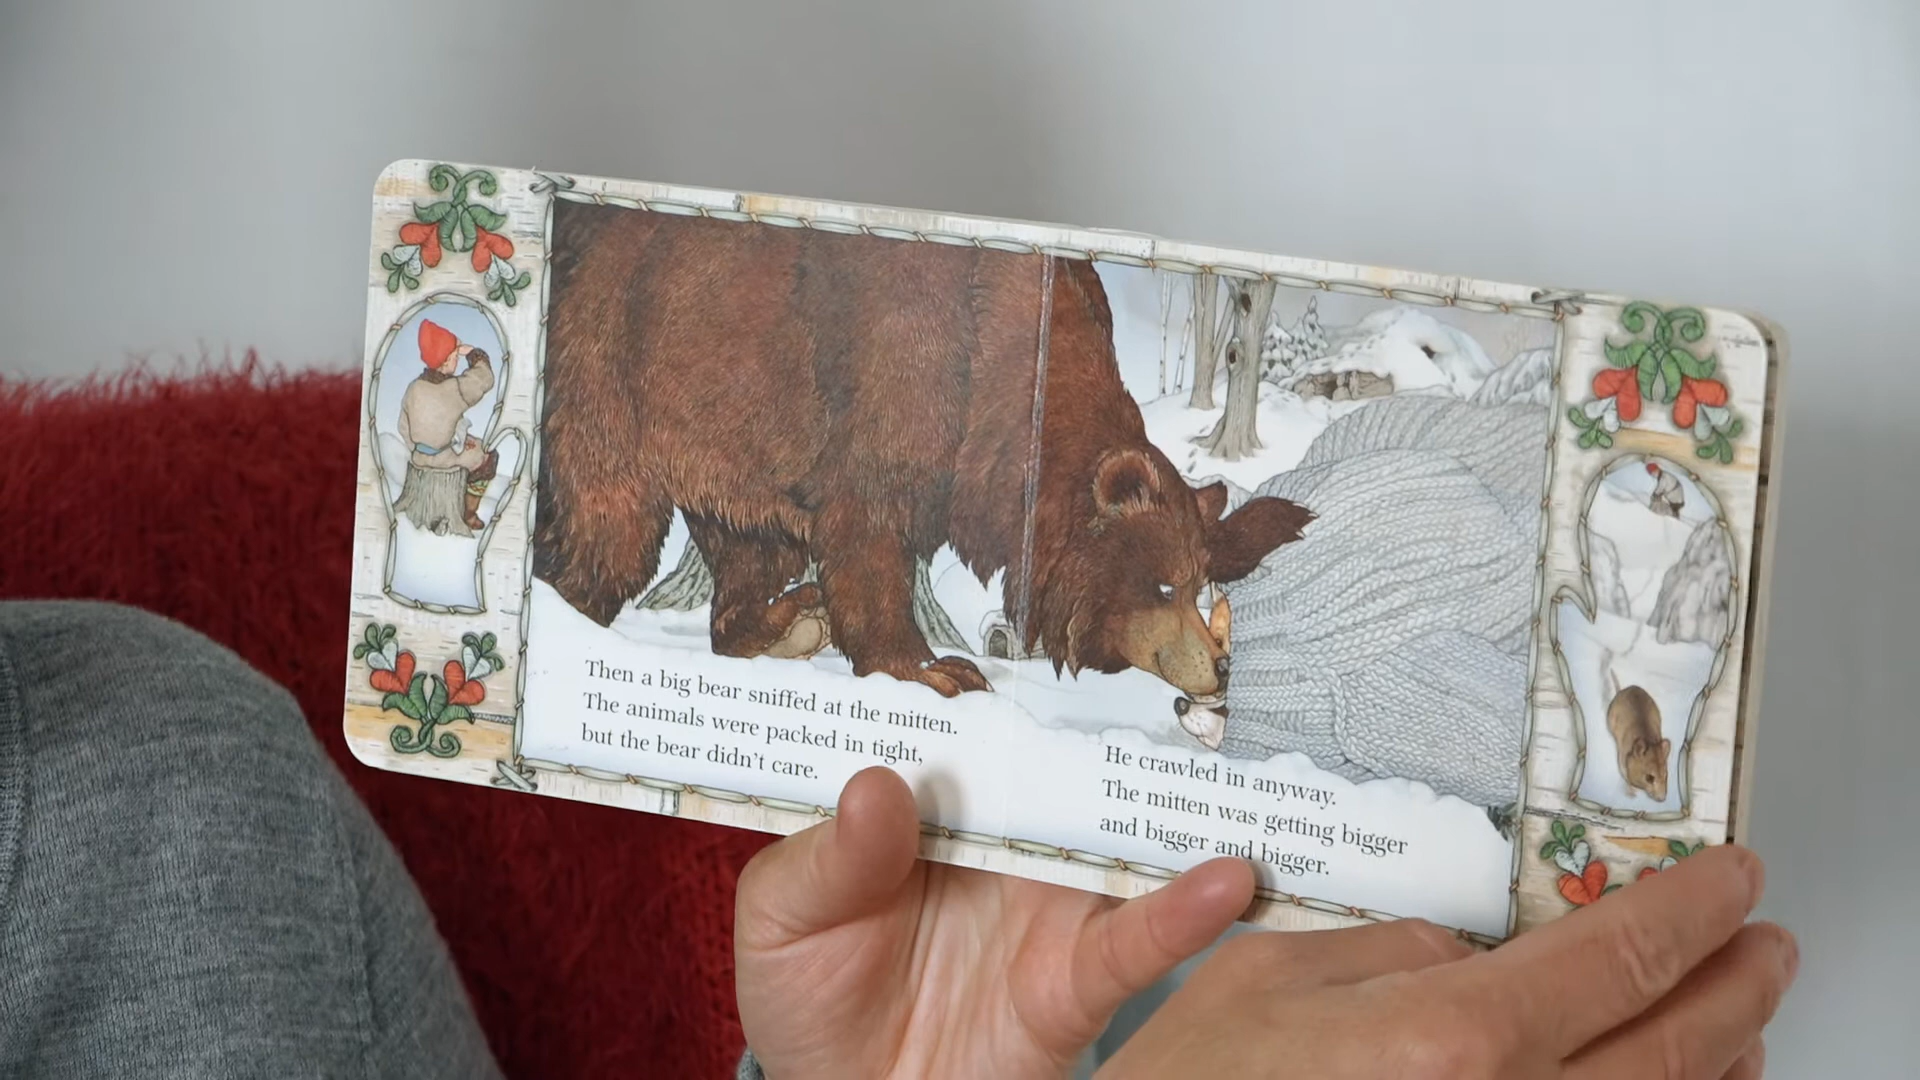 Then a big bear sniffed at the mitten.
The animals were packed in tight,
but the bear didn't care.
He crawled in anyway.
The mitten was getting bigger
and bigger and bigger.